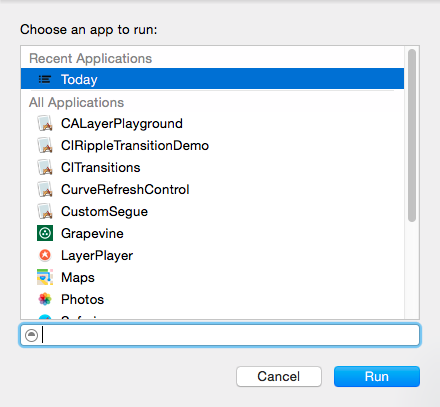 Choose an app to run:
Recent Applications
Today
All Applications
CALayerPlayground
CIRippleTransitionDemo
CITransitions
CurveRefreshControl
CustomSegue
Grapevine
LayerPlayer
Maps
Photos
Cancel
Run